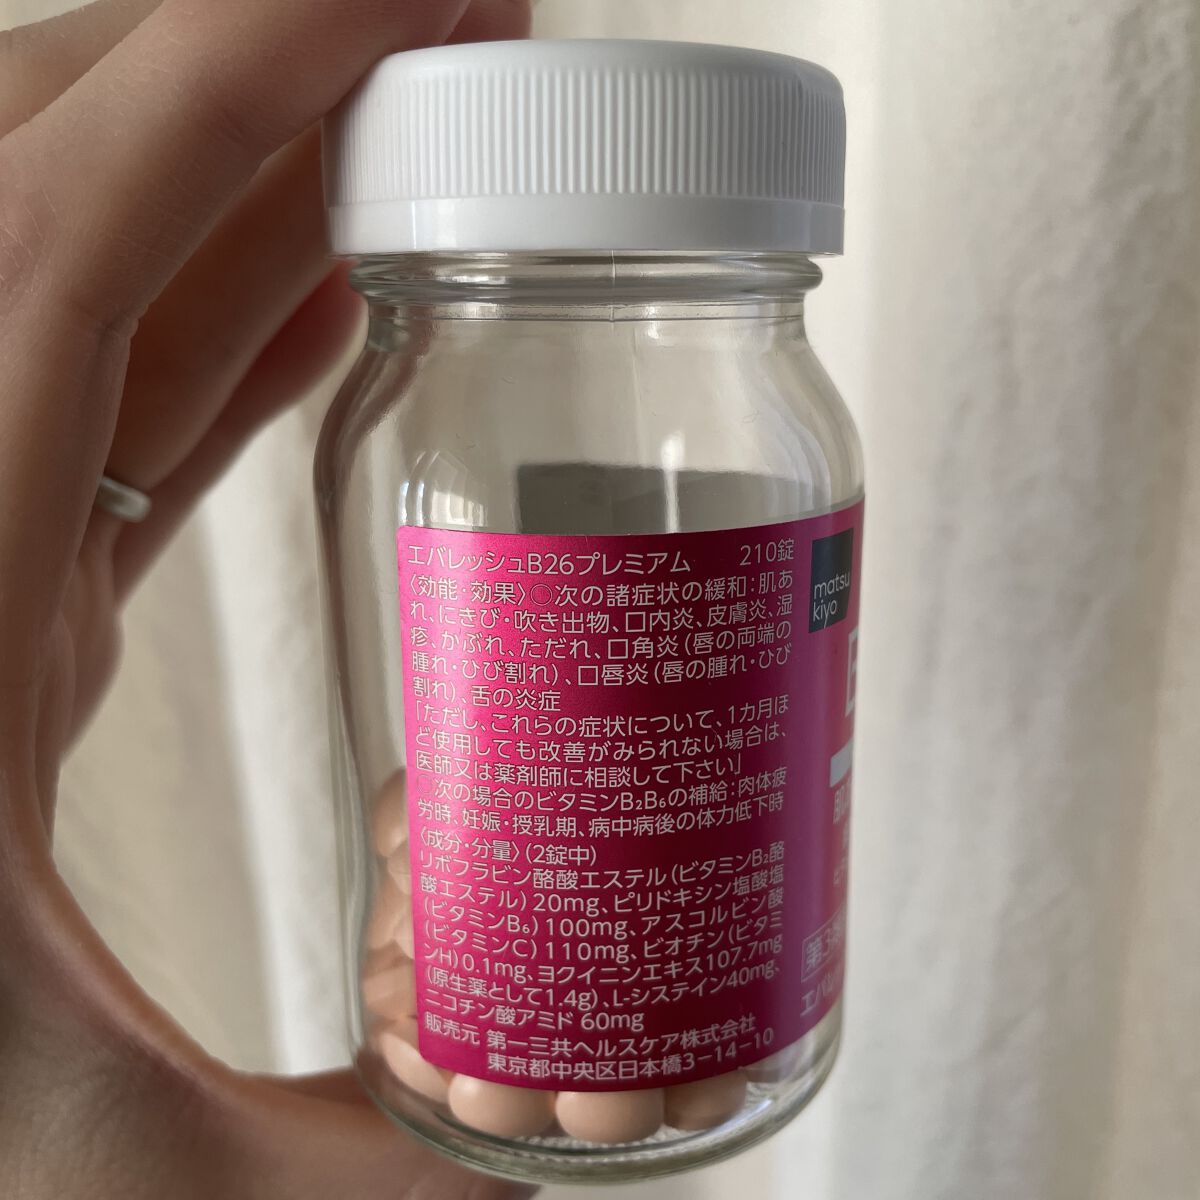 エバレッシュB26プレミアム 210錠
〈効能・効果〉○次の諸症状の緩和:肌あ
れ、にきび・吹き出物、口内炎、皮膚炎、湿
疹、かぶれ、ただれ、口角炎(唇の両端の
腫れ・ひび割れ)、口唇炎(唇の腫れ・ひび
割れ)、舌の炎症
「ただし、これらの症状について、1カ月ほ
ど使用しても改善がみられない場合は、
医師又は薬剤師に相談して下さい」
○次の場合のビタミンB₂B₆の補給:肉体疲
労時、妊娠・授乳期、病中病後の体力低下時
〈成分・分量〉(2錠中)
リボフラビン酪酸エステル(ビタミンB₂酪
酸エステル)20mg、ピリドキシン塩酸塩
(ビタミンB₆)100mg、アスコルビン酸
(ビタミンC)110mg、ビオチン(ビタミ
ンH)0.1mg、ヨクイニンエキス107.7mg
(原生薬として1.4g)、L-システイン40mg、
ニコチン酸アミド 60mg
販売元 第一三共ヘルスケア株式会社
東京都中央区日本橋3-14-10
matsu
kiyo
第3
エバ